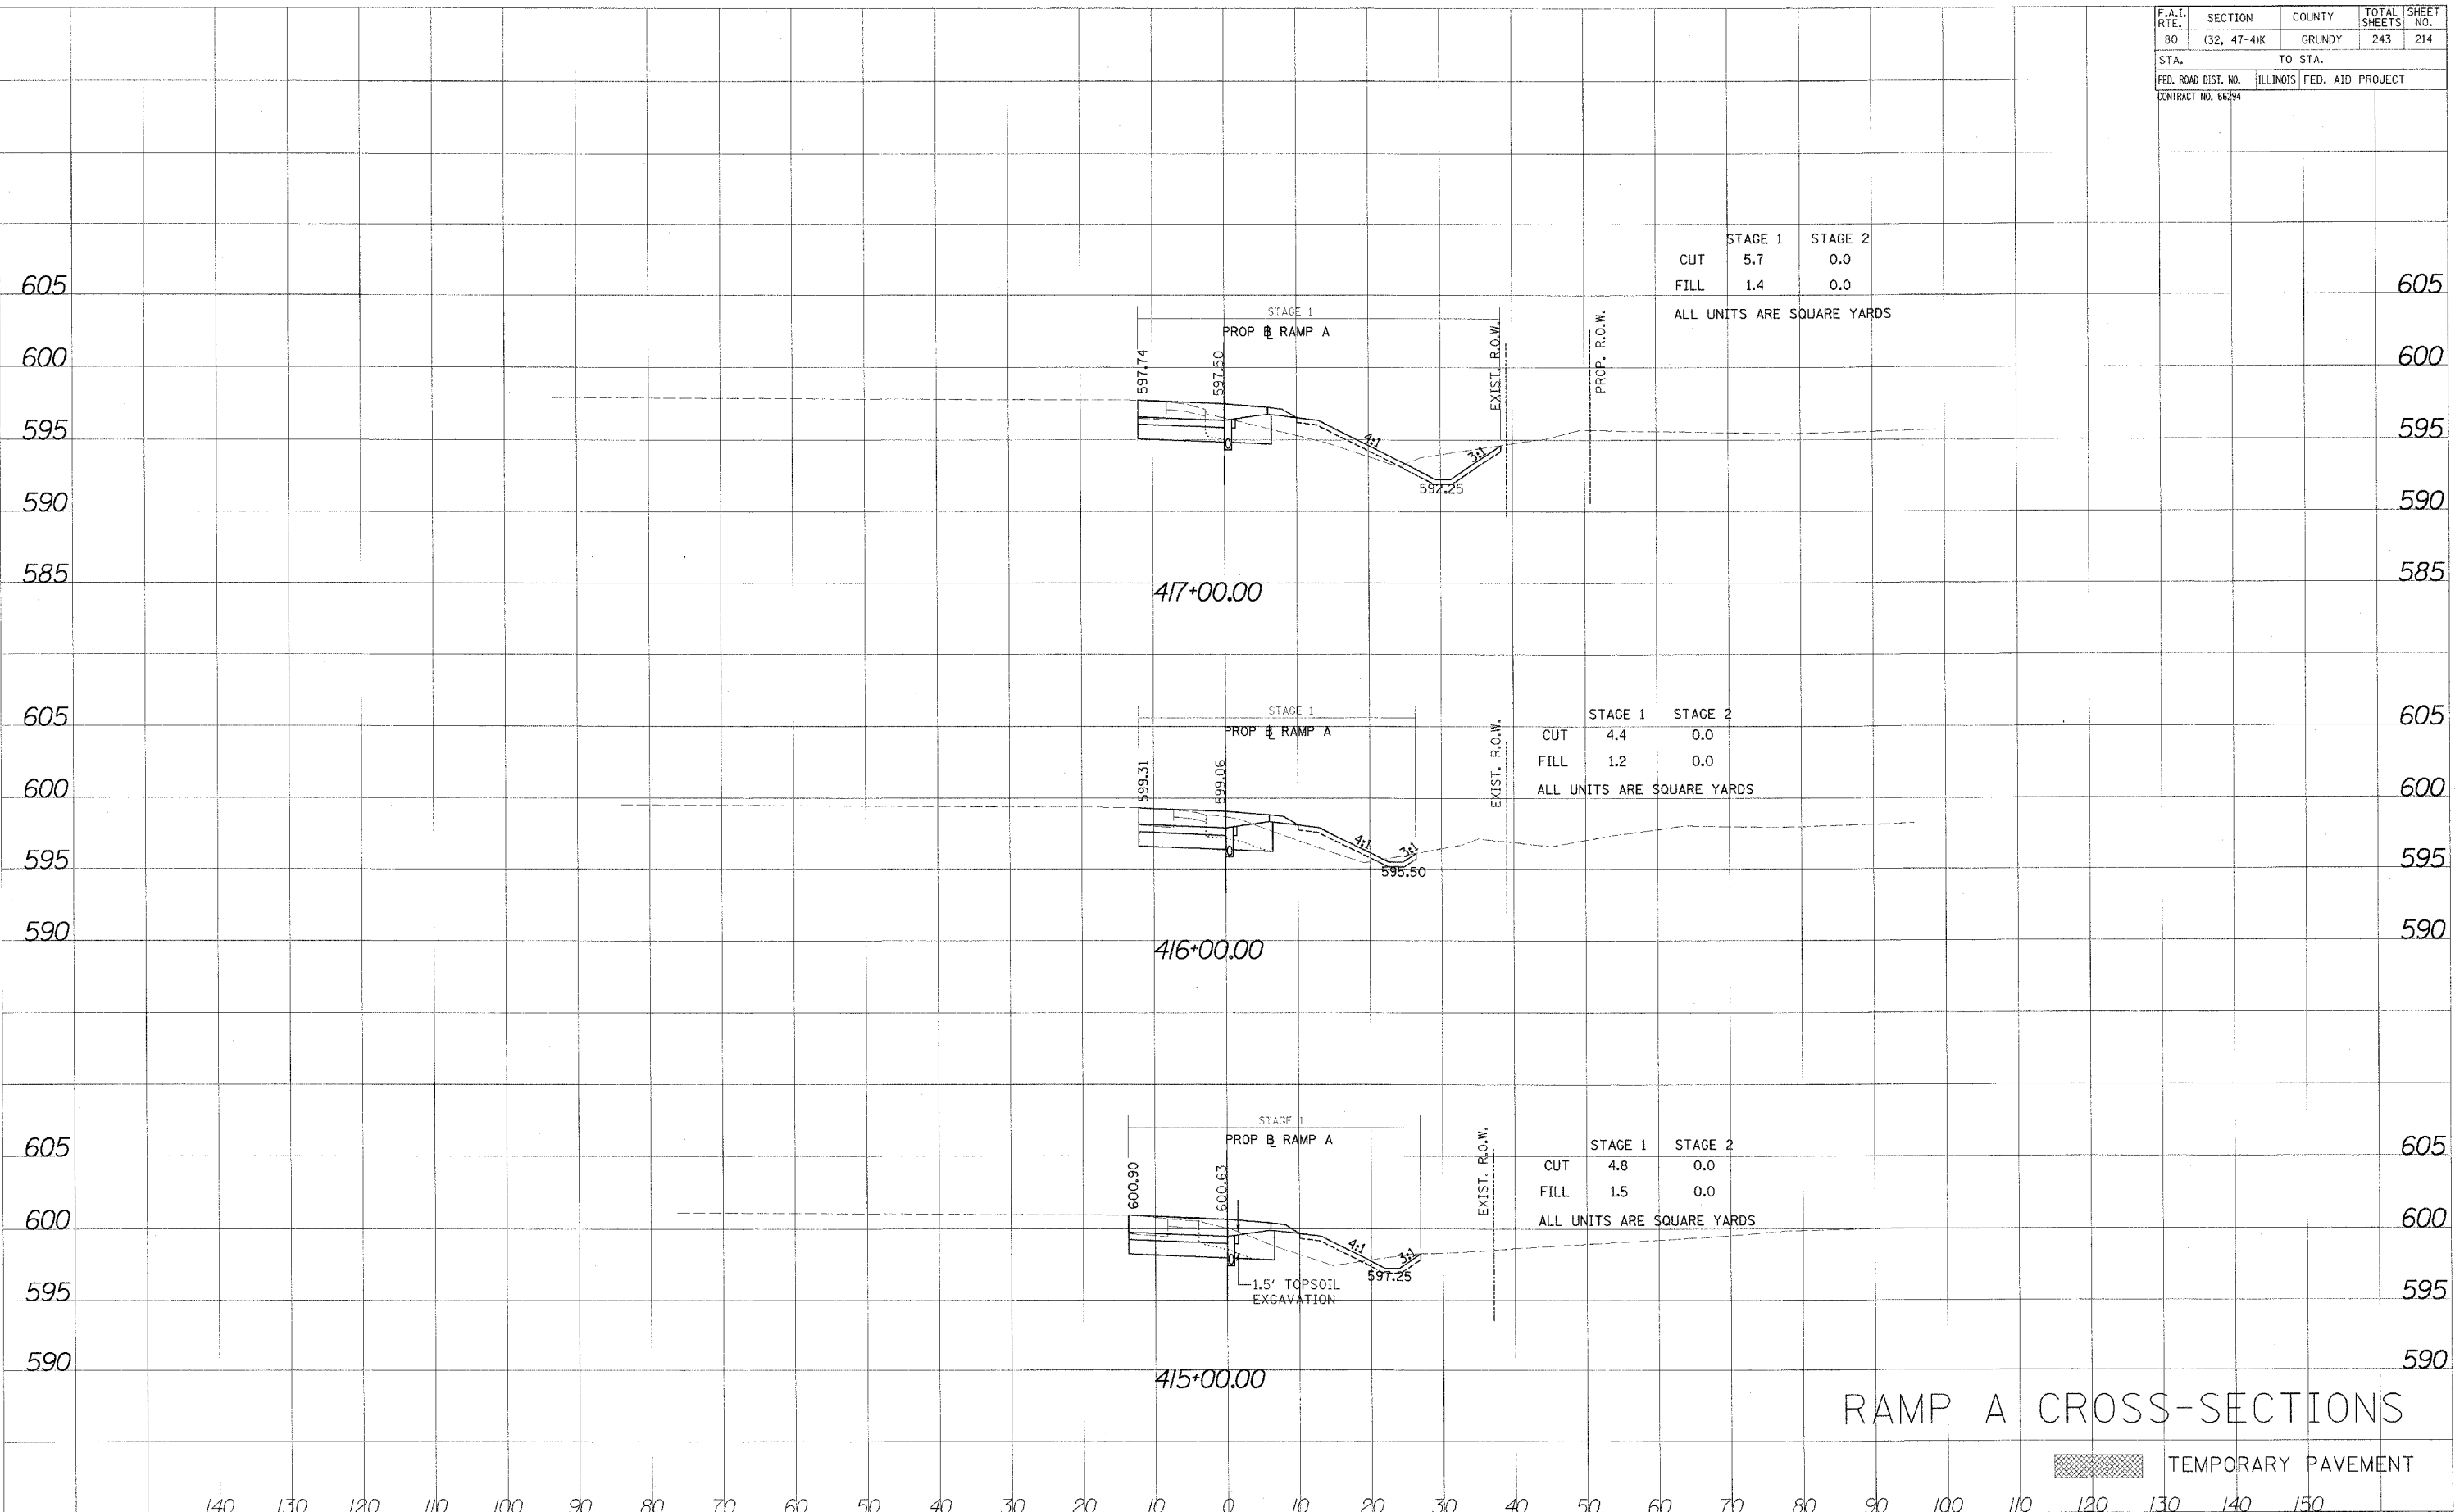 F.A.I. RTE. SECTION COUNTY TOTAL SHEETS SHEET NO.
80 (32, 47-4)K GRUNDY 243 214
STA. TO STA.
FED. ROAD DIST. NO. ILLINOIS FED. AID PROJECT
CONTRACT NO. 66294
STAGE 1 STAGE 2
CUT 5.7 0.0
FILL 1.4 0.0
ALL UNITS ARE SQUARE YARDS
605 605
STAGE 1
PROP ℄ RAMP A
EXIST. R.O.W.
PROP. R.O.W.
600 600
597.74
597.50
595 595
4:1
3:1
592.25
590 590
585 585
417+00.00
605 605
STAGE 1
PROP ℄ RAMP A
EXIST. R.O.W.
STAGE 1 STAGE 2
CUT 4.4 0.0
FILL 1.2 0.0
ALL UNITS ARE SQUARE YARDS
599.31
599.06
600 600
4:1
3:1
595 595
595.50
590 590
416+00.00
605 605
STAGE 1
PROP ℄ RAMP A
EXIST. R.O.W.
STAGE 1 STAGE 2
CUT 4.8 0.0
FILL 1.5 0.0
ALL UNITS ARE SQUARE YARDS
600.90
600.63
600 600
4:1
3:1
597.25
1.5' TOPSOIL
EXCAVATION
595 595
590 590
415+00.00
RAMP A CROSS-SECTIONS
TEMPORARY PAVEMENT
140 130 120 110 100 90 80 70 60 50 40 30 20 10 0 10 20 30 40 50 60 70 80 90 100 110 120 130 140 150